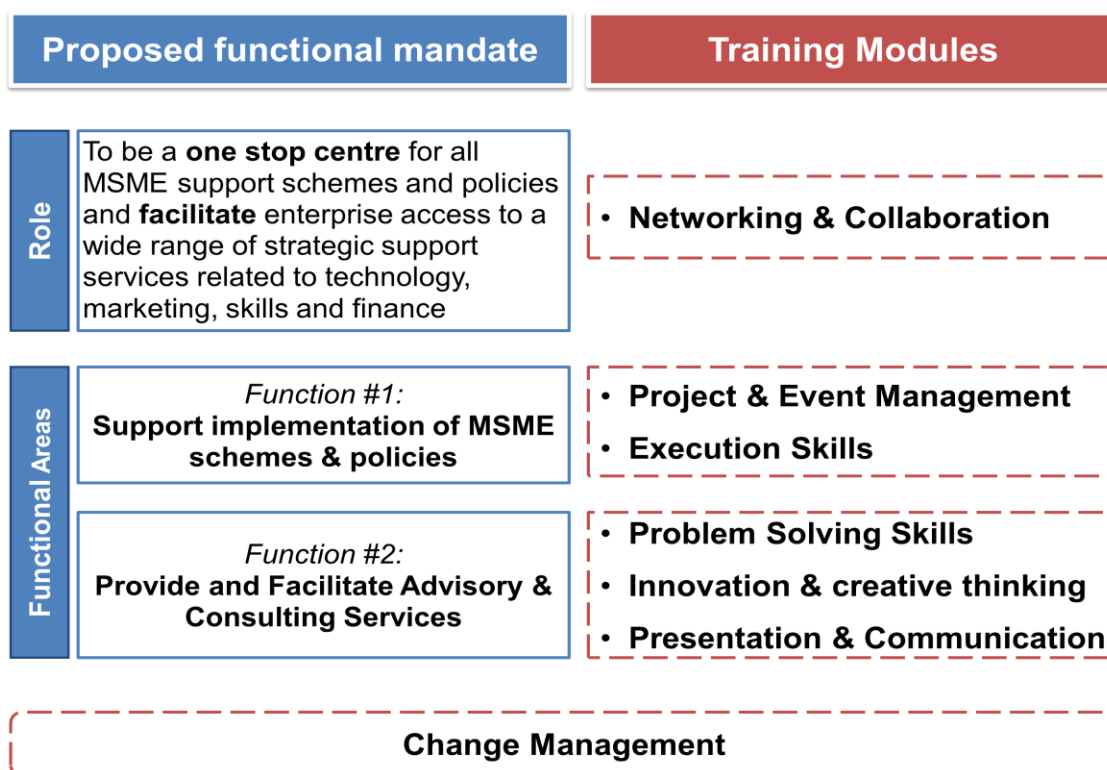 Proposed functional mandate
Training Modules
Role
To be a one stop centre for all
MSME support schemes and policies
and facilitate enterprise access to a
wide range of strategic support
services related to technology,
marketing, skills and finance
• Networking & Collaboration
Functional Areas
Function #1:
Support implementation of MSME
schemes & policies
• Project & Event Management
• Execution Skills
Function #2:
Provide and Facilitate Advisory &
Consulting Services
• Problem Solving Skills
• Innovation & creative thinking
• Presentation & Communication
Change Management